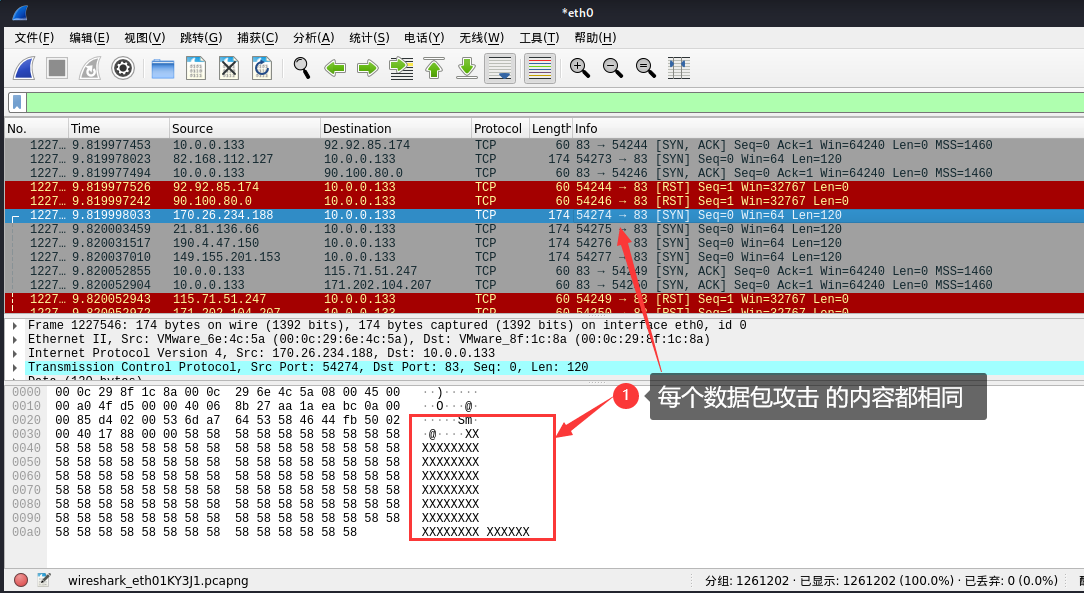 *eth0
文件(F) 编辑(E) 视图(V) 跳转(G) 捕获(C) 分析(A) 统计(S) 电话(Y) 无线(W) 工具(T) 帮助(H)
No. Time Source Destination Protocol Length Info
1227… 9.819977453 10.0.0.133 92.92.85.174 TCP 60 83 → 54244 [SYN, ACK] Seq=0 Ack=1 Win=64240 Len=0 MSS=1460
1227… 9.819978023 82.168.112.127 10.0.0.133 TCP 174 54273 → 83 [SYN] Seq=0 Win=64 Len=120
1227… 9.819977494 10.0.0.133 90.100.80.0 TCP 60 83 → 54246 [SYN, ACK] Seq=0 Ack=1 Win=64240 Len=0 MSS=1460
1227… 9.819977526 92.92.85.174 10.0.0.133 TCP 60 54244 → 83 [RST] Seq=1 Win=32767 Len=0
1227… 9.819997242 90.100.80.0 10.0.0.133 TCP 60 54246 → 83 [RST] Seq=1 Win=32767 Len=0
1227… 9.819998033 170.26.234.188 10.0.0.133 TCP 174 54274 → 83 [SYN] Seq=0 Win=64 Len=120
1227… 9.820003459 21.81.136.66 10.0.0.133 TCP 174 54275 → 83 [SYN] Seq=0 Win=64 Len=120
1227… 9.820031517 190.4.47.150 10.0.0.133 TCP 174 54276 → 83 [SYN] Seq=0 Win=64 Len=120
1227… 9.820037010 149.155.201.153 10.0.0.133 TCP 174 54277 → 83 [SYN] Seq=0 Win=64 Len=120
1227… 9.820052855 10.0.0.133 115.71.51.247 TCP 60 83 → 54249 [SYN, ACK] Seq=0 Ack=1 Win=64240 Len=0 MSS=1460
1227… 9.820052904 10.0.0.133 171.202.104.207 TCP 60 83 → 54250 [SYN, ACK] Seq=0 Ack=1 Win=64240 Len=0 MSS=1460
1227… 9.820052943 115.71.51.247 10.0.0.133 TCP 60 54249 → 83 [RST] Seq=1 Win=32767 Len=0
1227… 9.820052972 171.202.104.207 10.0.0.133 TCP 60 54250 → 83 [RST] Seq=1 Win=32767 Len=0
Frame 1227546: 174 bytes on wire (1392 bits), 174 bytes captured (1392 bits) on interface eth0, id 0
Ethernet II, Src: VMware_6e:4c:5a (00:0c:29:6e:4c:5a), Dst: VMware_8f:1c:8a (00:0c:29:8f:1c:8a)
Internet Protocol Version 4, Src: 170.26.234.188, Dst: 10.0.0.133
Transmission Control Protocol, Src Port: 54274, Dst Port: 83, Seq: 0, Len: 120
Data (120 bytes)
1 每个数据包攻击 的内容都相同
0000 00 0c 29 8f 1c 8a 00 0c 29 6e 4c 5a 08 00 45 00 ··)·····
0010 00 a0 4f d5 00 00 40 06 8b 27 aa 1a ea bc 0a 00 ··O···@·
0020 00 85 d4 02 00 53 6d a7 64 53 58 46 44 fb 50 02 ·····Sm·
0030 00 40 17 88 00 00 58 58 58 58 58 58 58 58 58 58 ·@····XX
0040 58 58 58 58 58 58 58 58 58 58 58 58 58 58 58 58 XXXXXXXX
0050 58 58 58 58 58 58 58 58 58 58 58 58 58 58 58 58 XXXXXXXX
0060 58 58 58 58 58 58 58 58 58 58 58 58 58 58 58 58 XXXXXXXX
0070 58 58 58 58 58 58 58 58 58 58 58 58 58 58 58 58 XXXXXXXX
0080 58 58 58 58 58 58 58 58 58 58 58 58 58 58 58 58 XXXXXXXX
0090 58 58 58 58 58 58 58 58 58 58 58 58 58 58 58 58 XXXXXXXX
00a0 58 58 58 58 58 58 58 58 58 58 58 58 58 58 XXXXXXXX XXXXXX
wireshark_eth01KY3J1.pcapng 分组: 1261202 · 已显示: 1261202 (100.0%) · 已丢弃: 0 (0.0%)